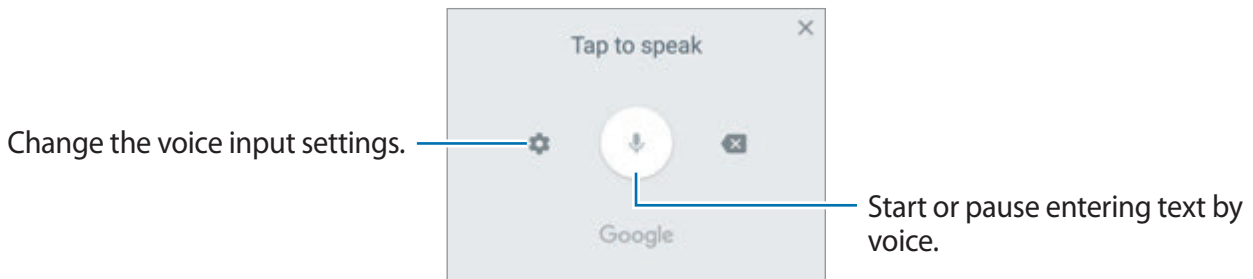 Tap to speak
Change the voice input settings.
Start or pause entering text by
voice.
Google